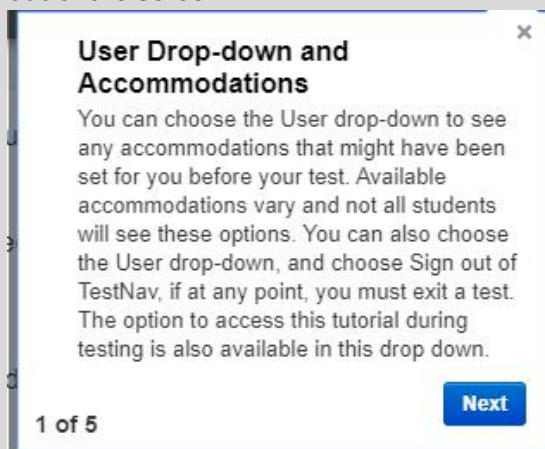 ×
User Drop-down and
Accommodations
You can choose the User drop-down to see
any accommodations that might have been
set for you before your test. Available
accommodations vary and not all students
will see these options. You can also choose
the User drop-down, and choose Sign out of
TestNav, if at any point, you must exit a test.
The option to access this tutorial during
testing is also available in this drop down.
Next
1 of 5